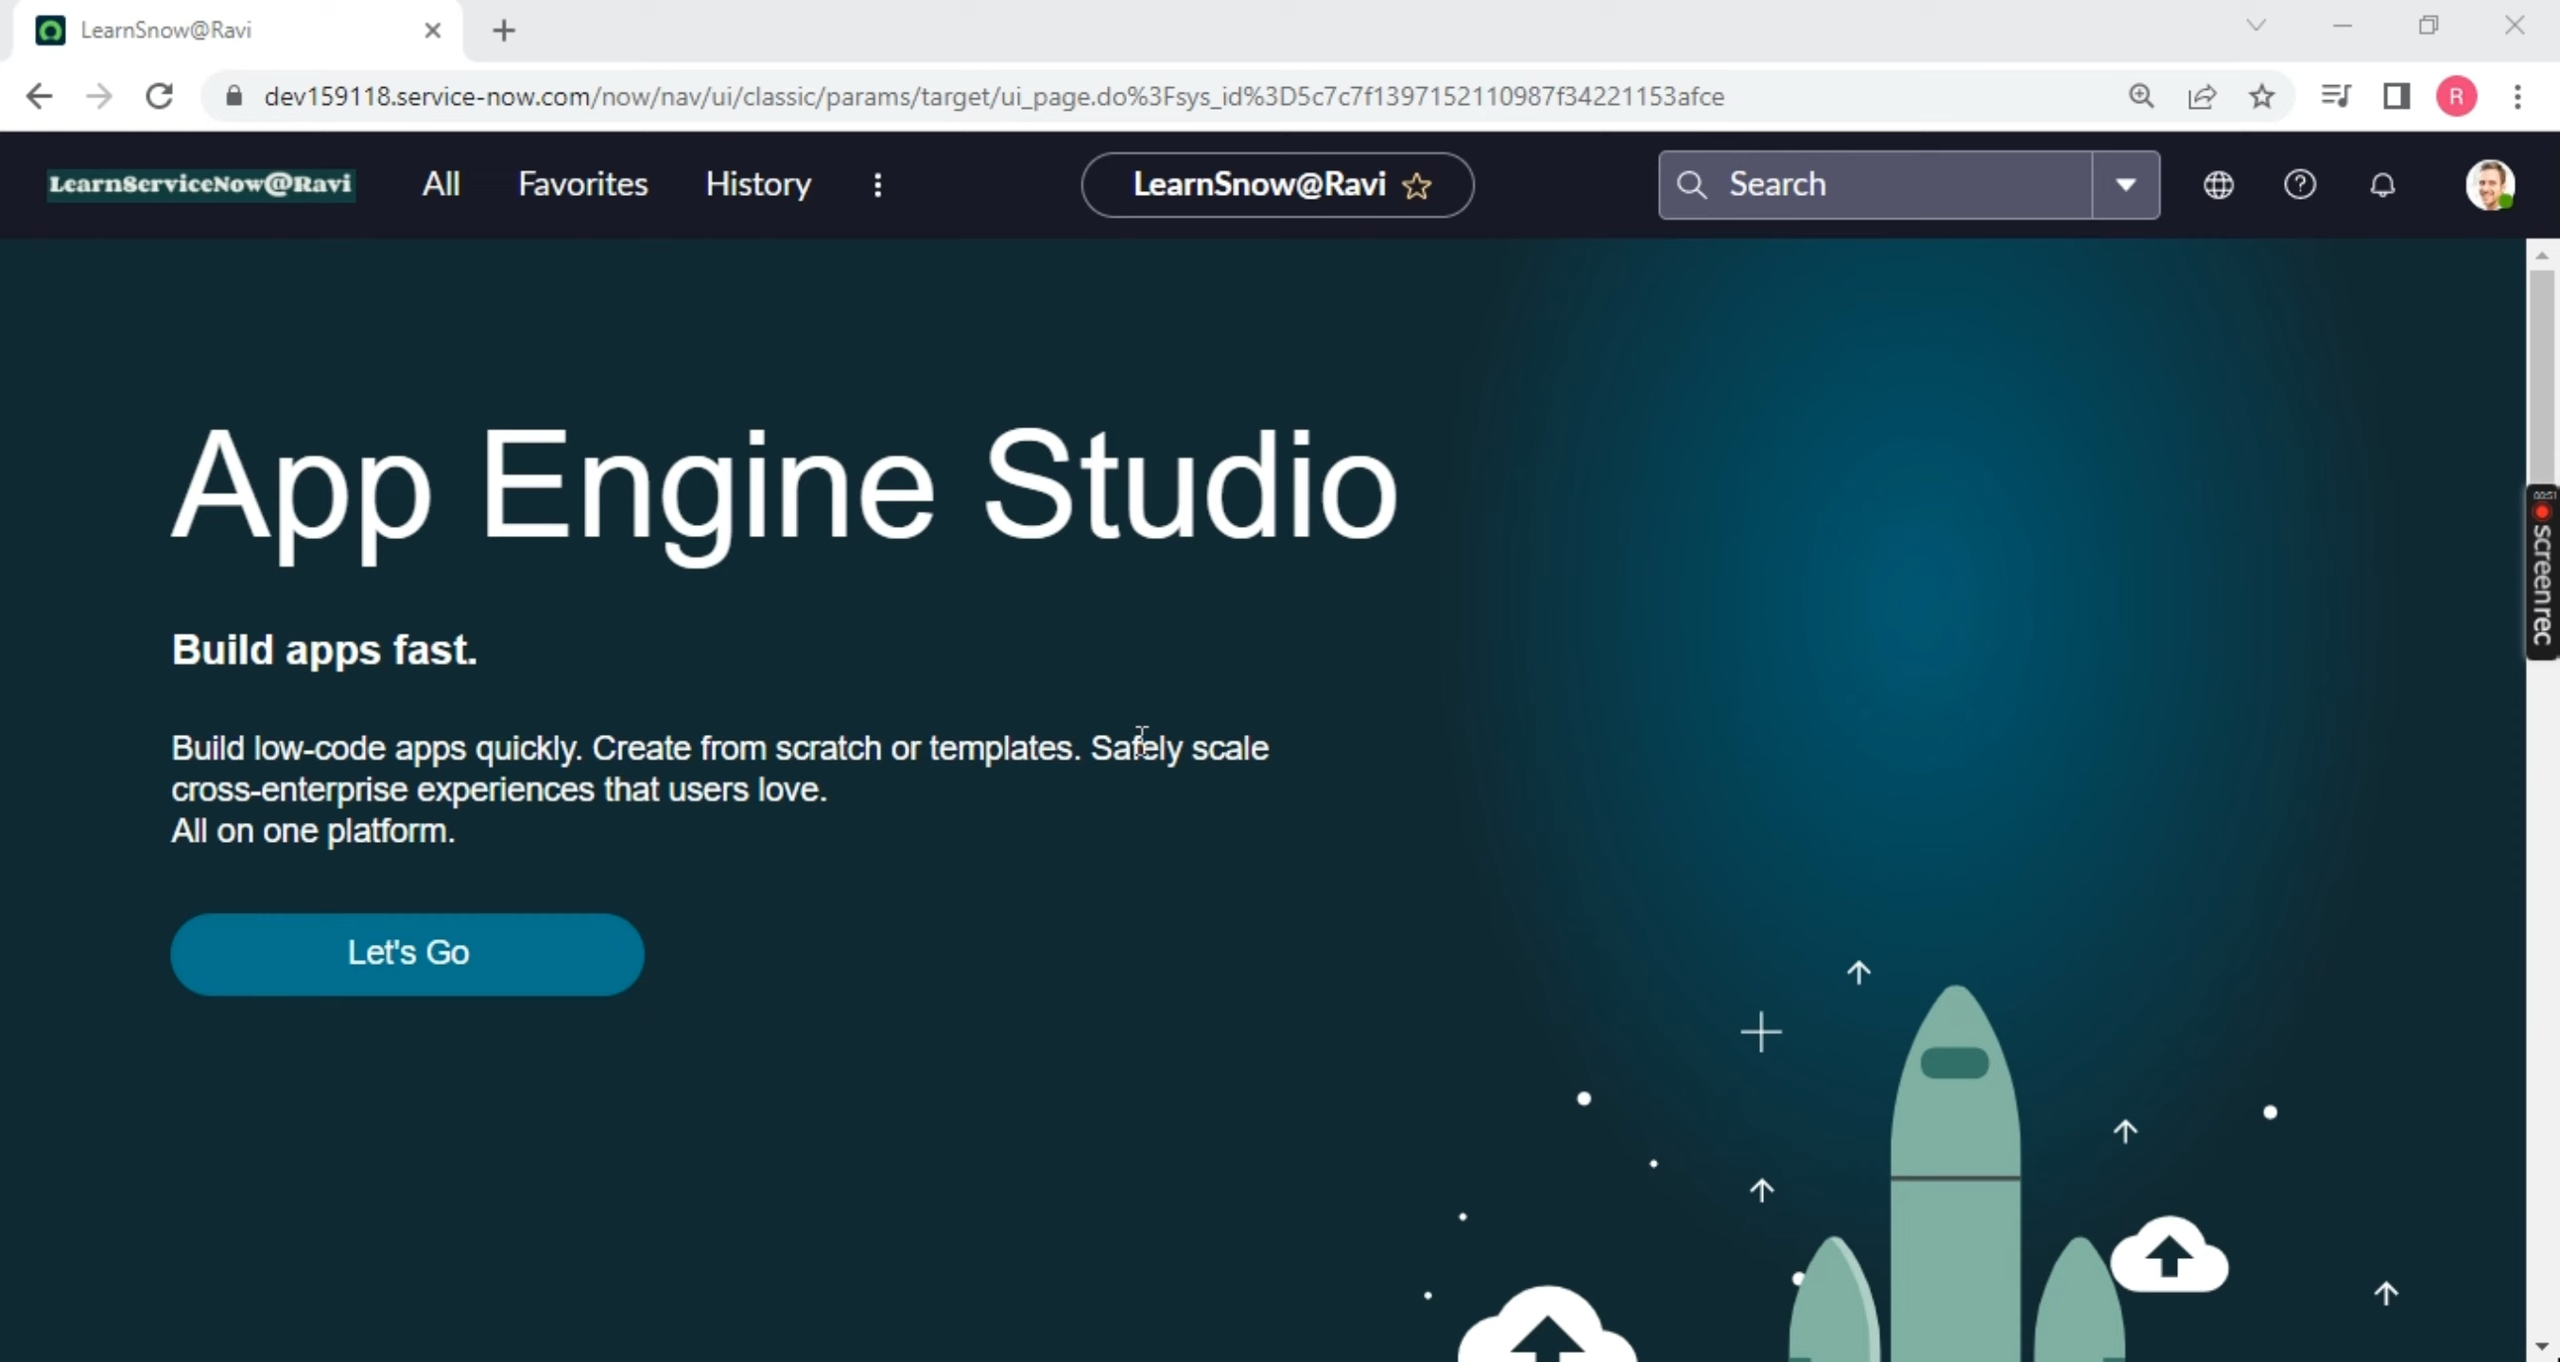 LearnSnow@Ravi
dev159118.service-now.com/now/nav/ui/classic/params/target/ui_page.do%3Fsys_id%3D5c7c7f1397152110987f34221153afce
R
LearnServiceNow@Ravi All Favorites History LearnSnow@Ravi Search
App Engine Studio
00:51
screenrec
Build apps fast.
Build low-code apps quickly. Create from scratch or templates. Safely scale
cross-enterprise experiences that users love.
All on one platform.
Let's Go